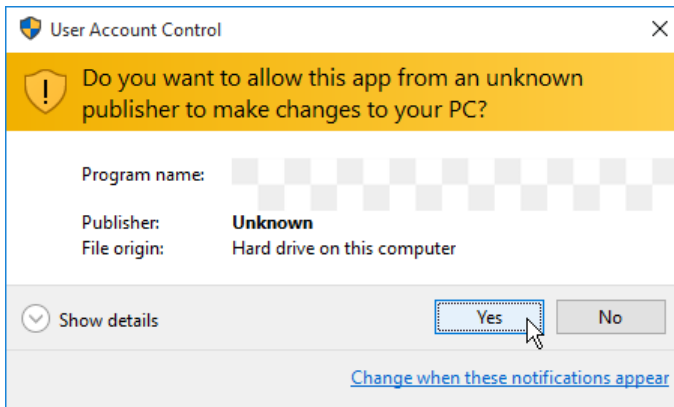 User Account Control
Do you want to allow this app from an unknown
publisher to make changes to your PC?
Program name:
Publisher: Unknown
File origin: Hard drive on this computer
Show details
Yes No
Change when these notifications appear